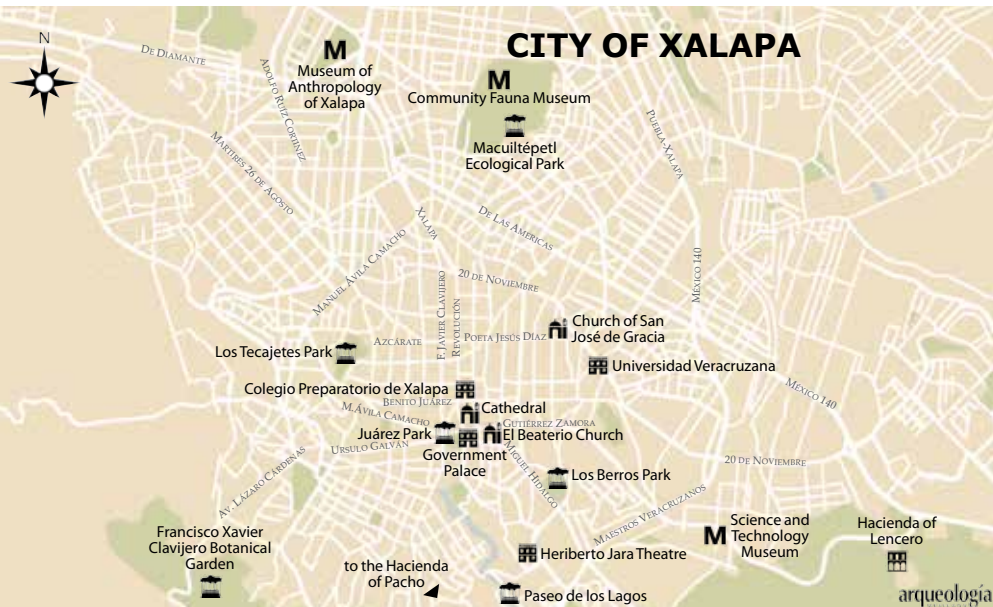 CITY OF XALAPA
N
DE DIAMANTE
ADOLFO RUIZ CORTINEZ
M
Museum of
Anthropology
of Xalapa
M
Community Fauna Museum
Macuiltépetl
Ecological Park
PUEBLA-XALAPA
MARTIRES 26 DE AGOSTO
XALAPA
DE LAS AMERICAS
MANUEL ÁVILA CAMACHO
20 DE NOVIEMBRE
MÉXICO 140
F. JAVIER CLAVIJERO
REVOLUCIÓN
AZCÁRATE
POETA JESÚS DÍAZ
Church of San
José de Gracia
Los Tecajetes Park
Universidad Veracruzana
MÉXICO 140
Colegio Preparatorio de Xalapa
BENITO JUÁREZ
M. ÁVILA CAMACHO
Cathedral
GUTIÉRREZ ZAMORA
Juárez Park
El Beaterio Church
URSULO GALVÁN
Government
Palace
MIGUEL HIDALGO
AV. LÁZARO CÁRDENAS
20 DE NOVIEMBRE
Los Berros Park
MAESTROS VERACRUZANOS
Francisco Xavier
Clavijero Botanical
Garden
M
Science and
Technology
Museum
Hacienda of
Lencero
Heriberto Jara Theatre
to the Hacienda
of Pacho
Paseo de los Lagos
arqueología